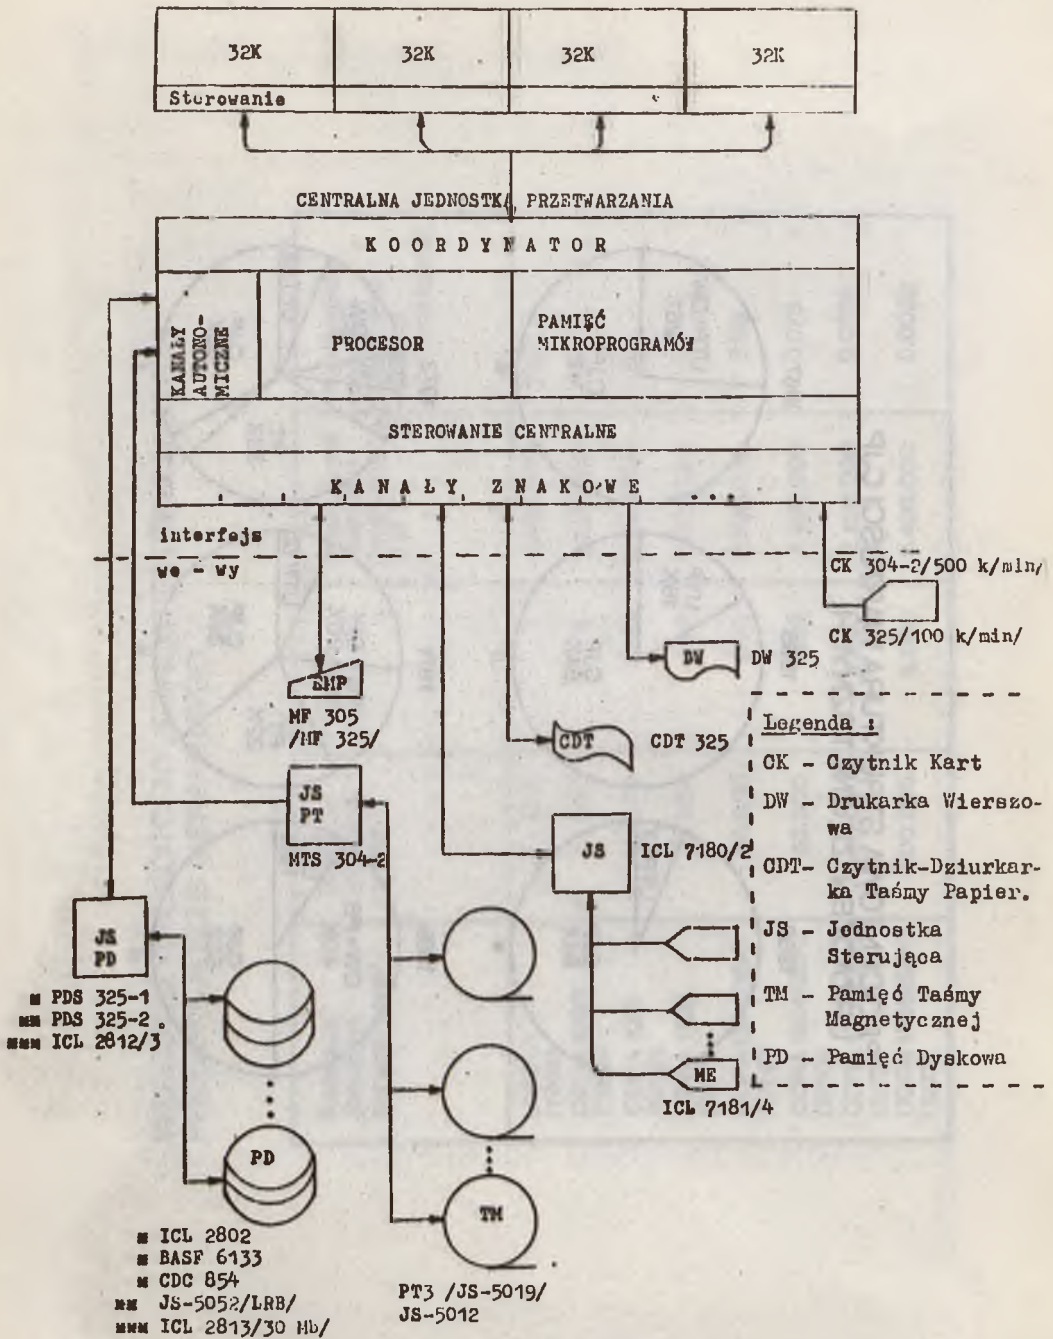 32K 32K 32K 32K
Sterowanie
CENTRALNA JEDNOSTKA PRZETWARZANIA
K O O R D Y N A T O R
KANAŁY
AUTONO-
MICZNE
PROCESOR
PAMIĘĆ
MIKROPROGRAMÓW
STEROWANIE CENTRALNE
K A N A Ł Y Z N A K O W E
interfejs
we - wy
CK 304-2/500 k/min/
CK 325/100 k/min/
DW
DW 325
MF 305
/MF 325/
CDT
CDT 325
JS
PT
MTS 304-2
JS
ICL 7180/2
JS
PD
■ PDS 325-1
■■ PDS 325-2
■■■ ICL 2812/3
ME
ICL 7181/4
Legenda :
CK - Czytnik Kart
DW - Drukarka Wierszo-
wa
CDT- Czytnik-Dziurkar-
ka Taśmy Papier.
JS - Jednostka
Sterująca
TM - Pamięć Taśmy
Magnetycznej
PD - Pamięć Dyskowa
PD
TM
■ ICL 2802
■ BASF 6133
■ CDC 854
■■ JS-5052/LRB/
■■■ ICL 2813/30 Mb/
PT3 /JS-5019/
JS-5012